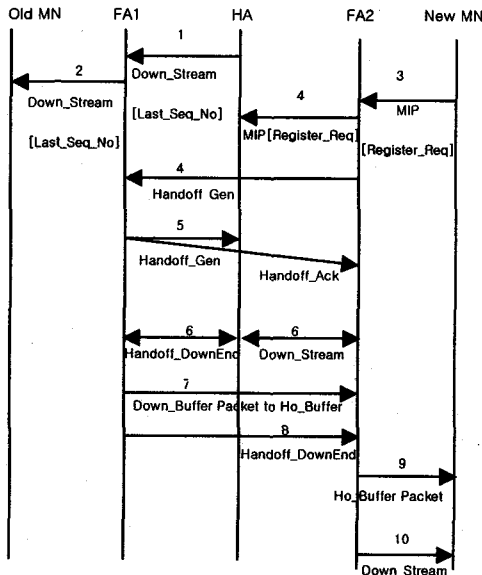 Old MN FA1 HA FA2 New MN
1
Down_Stream
2
3
Down_Stream
[Last_Seq_No]
4
MIP
[Last_Seq_No]
MIP[Register_Req]
[Register_Req]
4
Handoff Gen
5
Handoff_Gen
Handoff_Ack
6 6
Handoff_DownEnd Down_Stream
7
Down_Buffer Packet to Ho_Buffer
8
Handoff_DownEnd
9
Ho_Buffer Packet
10
Down_Stream